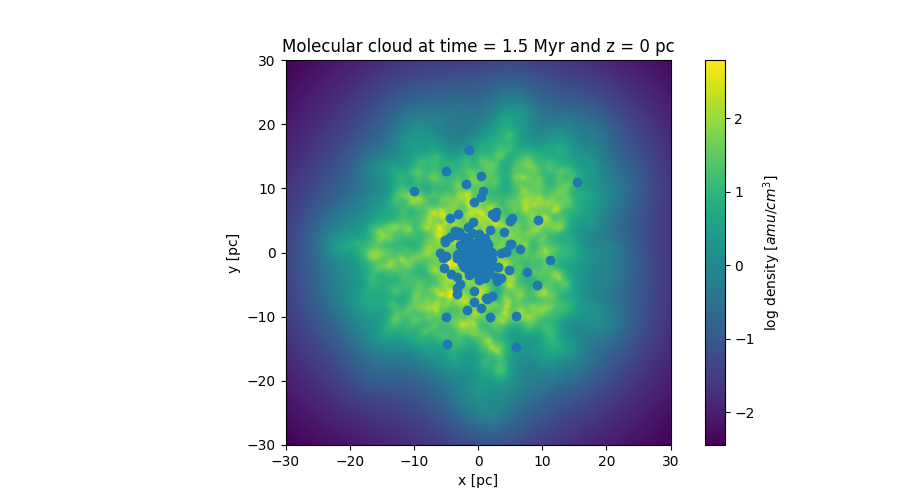 Molecular cloud at time = 1.5 Myr and z = 0 pc
30
20
10
0
−10
−20
−30
y [pc]
−30 −20 −10 0 10 20 30
x [pc]
2
1
0
−1
−2
log density [amu/cm³]